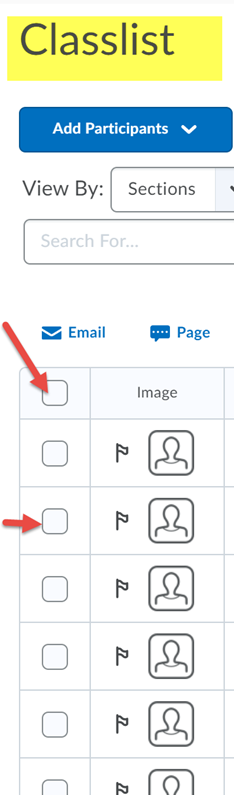 Classlist
Add Participants
View By: Sections
Search For...
Email Page
Image